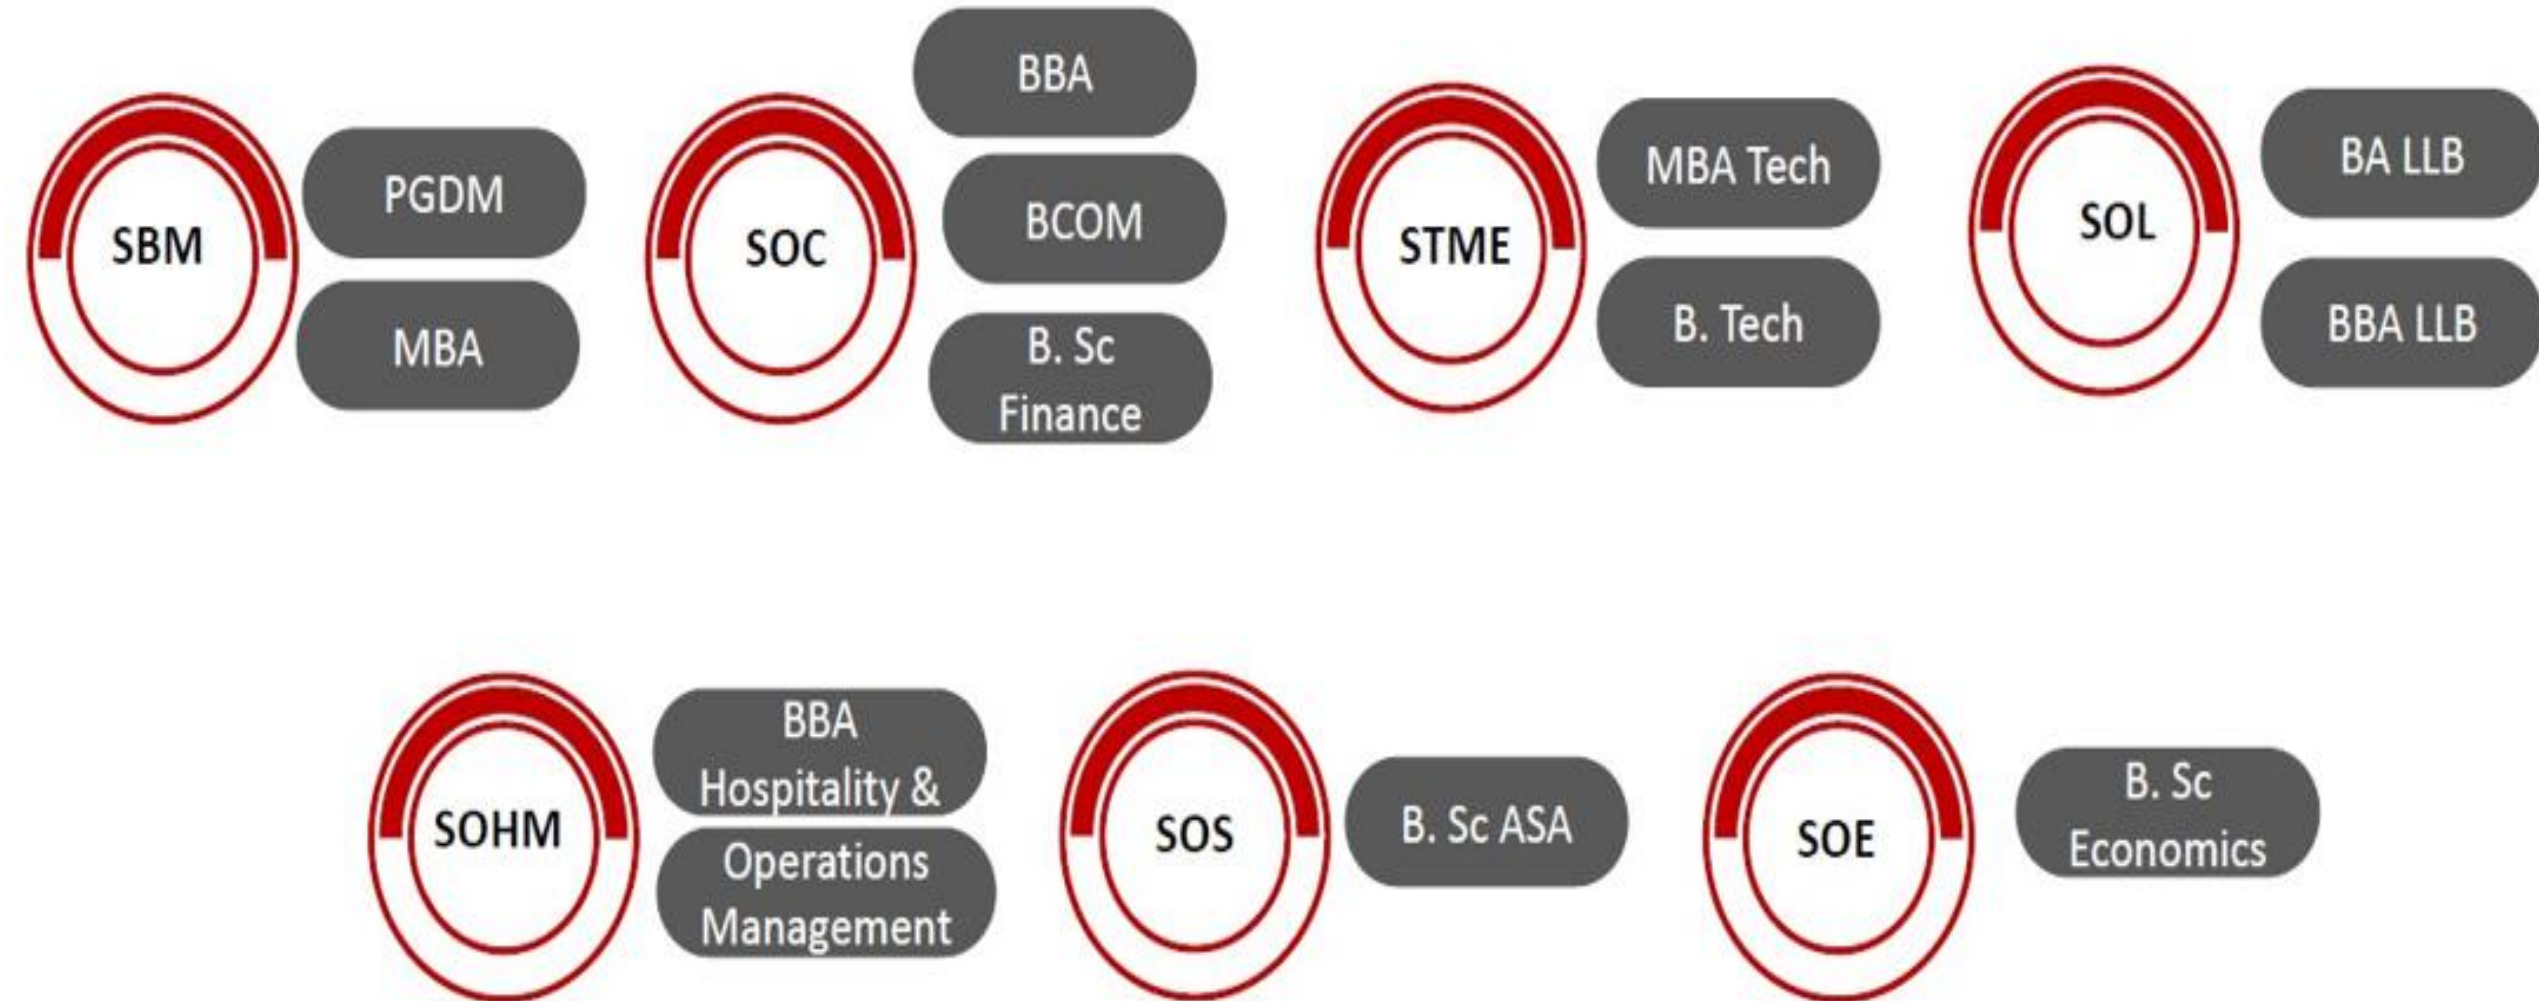 SBM
PGDM
MBA
SOC
BBA
BCOM
B. Sc
Finance
STME
MBA Tech
B. Tech
SOL
BA LLB
BBA LLB
SOHM
BBA
Hospitality &
Operations
Management
SOS
B. Sc ASA
SOE
B. Sc
Economics